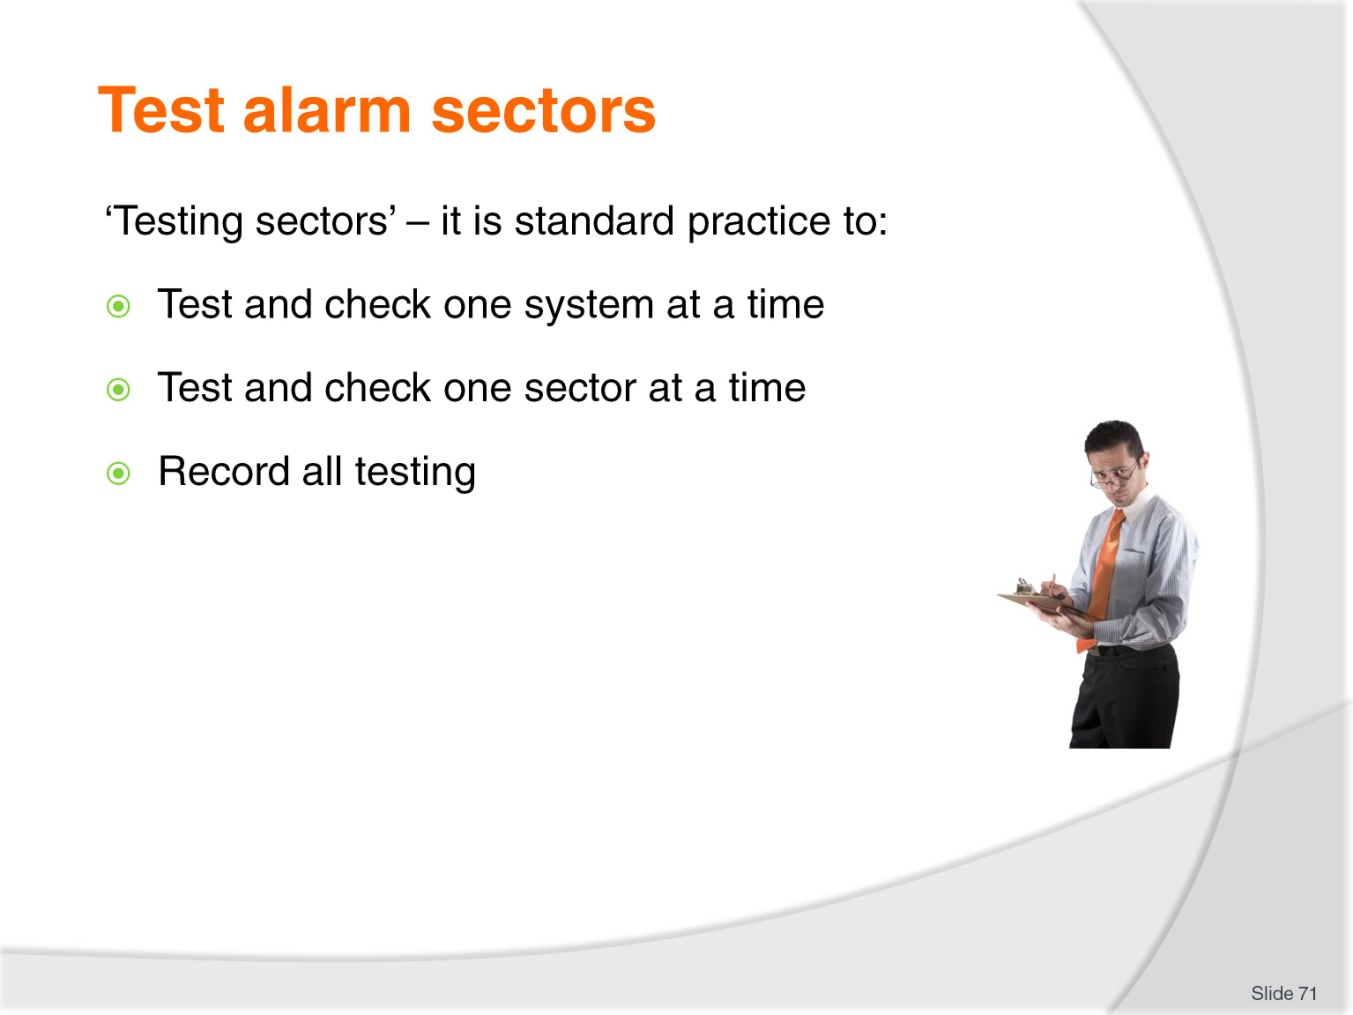 Test alarm sectors
‘Testing sectors’ – it is standard practice to:
Test and check one system at a time
Test and check one sector at a time
Record all testing
Slide 71